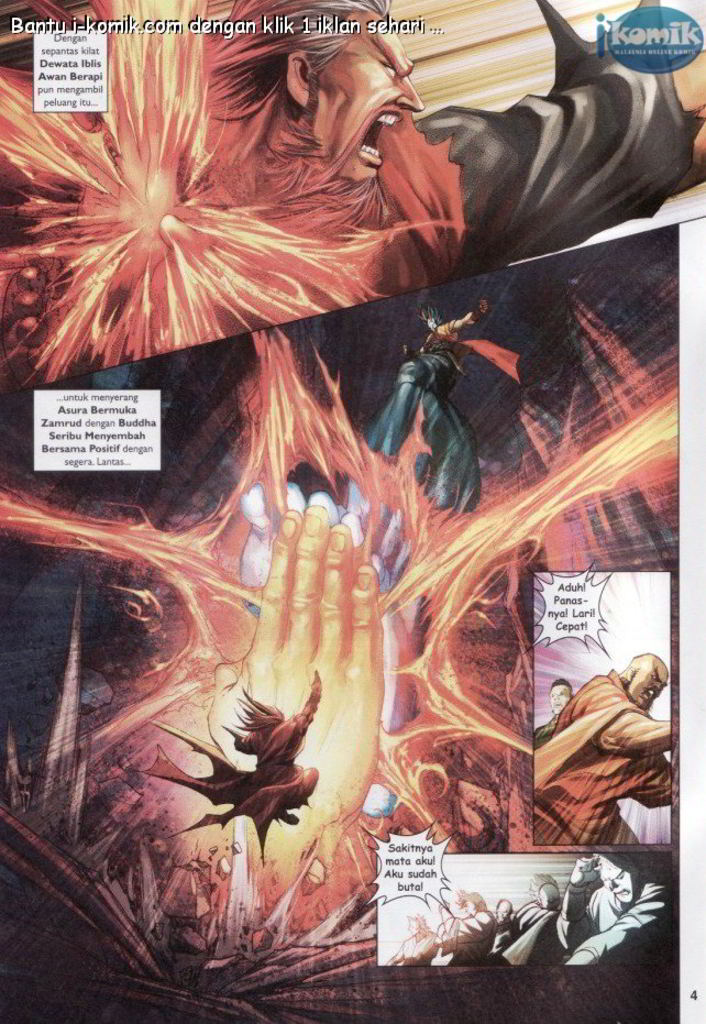 Bantu i-komik.com dengan klik 1 iklan sehari ...
ikomik
MALAYSIA ONLINE KOMIK
Dengan
sepantas kilat
Dewata Iblis
Awan Berapi
pun mengambil
peluang itu...
...untuk menyerang
Asura Bermuka
Zamrud dengan Buddha
Seribu Menyembah
Bersama Positif dengan
segera. Lantas...
Aduh!
Panas-
nya! Lari!
Cepat!
Sakitnya
mata aku!
Aku sudah
buta!
4